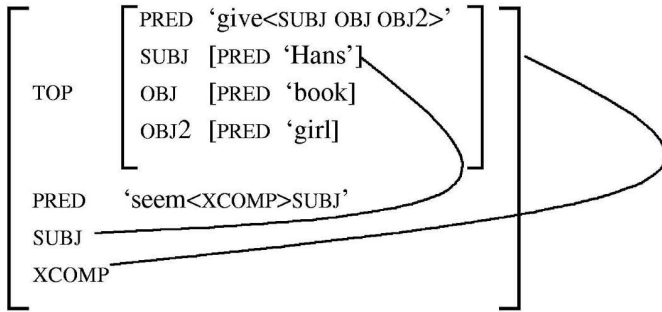 PRED ‘give<SUBJ OBJ OBJ2>’
SUBJ [PRED ‘Hans’]
TOP OBJ [PRED ‘book]
OBJ2 [PRED ‘girl]
PRED ‘seem<XCOMP>SUBJ’
SUBJ
XCOMP